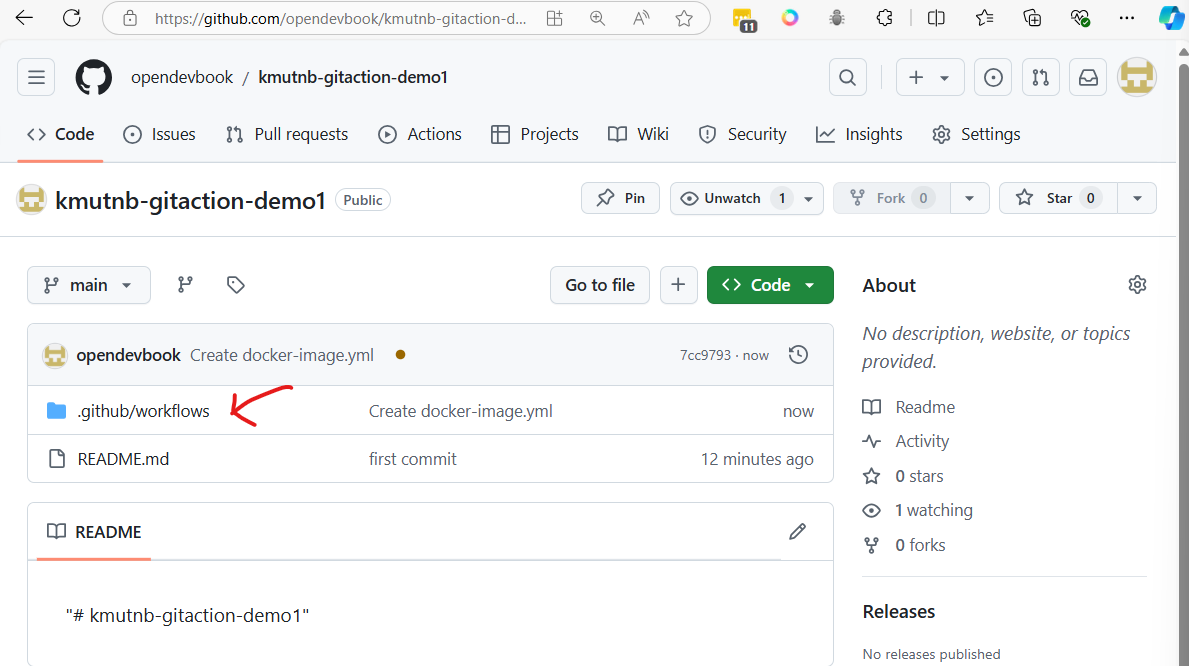 https://github.com/opendevbook/kmutnb-gitaction-d...
11
opendevbook / kmutnb-gitaction-demo1
Code Issues Pull requests Actions Projects Wiki Security Insights Settings
kmutnb-gitaction-demo1 Public Pin Unwatch 1 Fork 0 Star 0
main Go to file Code
opendevbook Create docker-image.yml 7cc9793 · now
.github/workflows Create docker-image.yml now
README.md first commit 12 minutes ago
README
"# kmutnb-gitaction-demo1"
About
No description, website, or topics
provided.
Readme
Activity
0 stars
1 watching
0 forks
Releases
No releases published